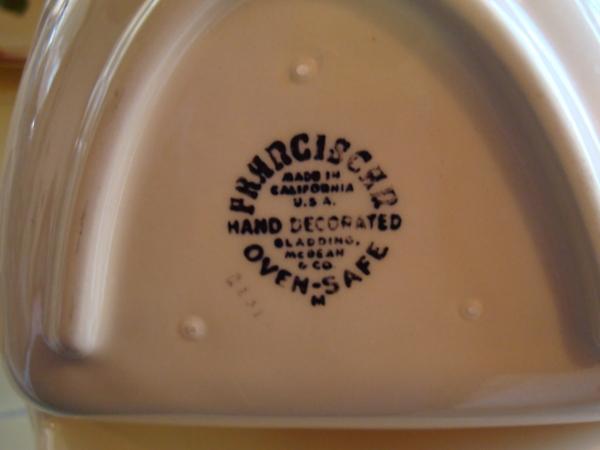 FRANCISCAN
MADE IN
CALIFORNIA
U.S.A.
HAND DECORATED
GLADDING,
McBEAN
& CO.
OVEN-SAFE
M